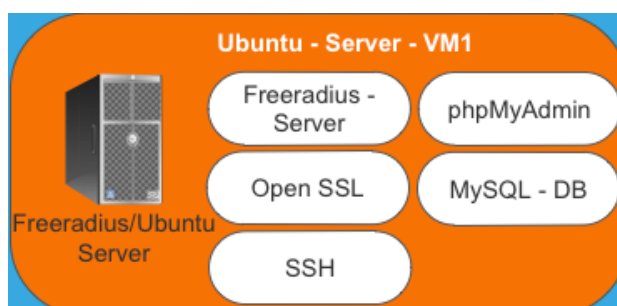 Ubuntu - Server - VM1
Freeradius -
Server
phpMyAdmin
Open SSL
MySQL - DB
SSH
Freeradius/Ubuntu
Server